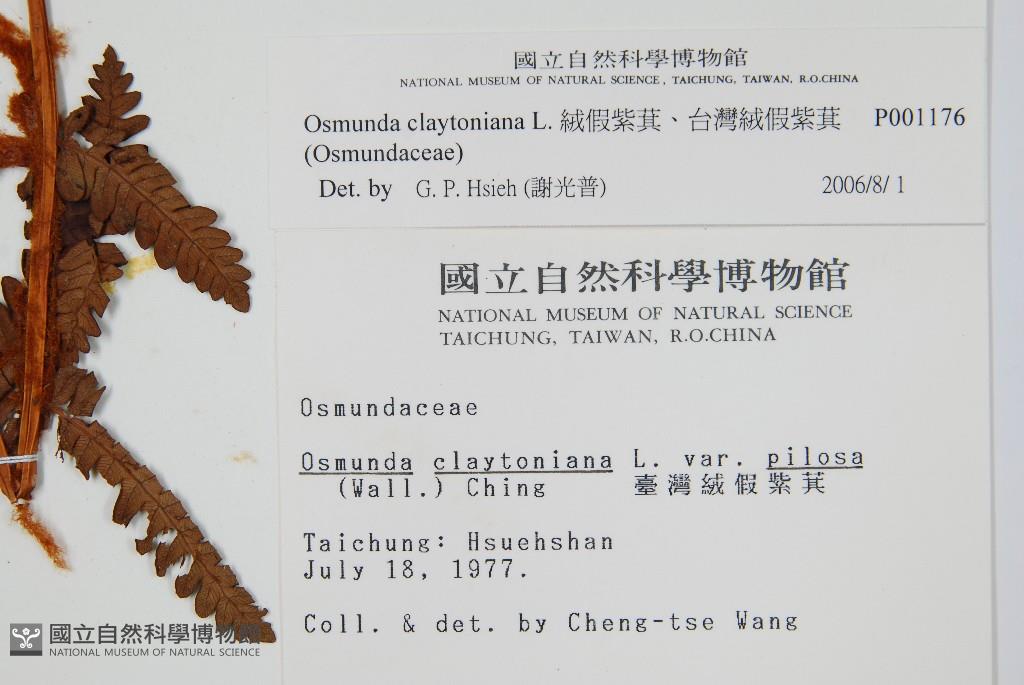 國立自然科學博物館
NATIONAL MUSEUM OF NATURAL SCIENCE, TAICHUNG, TAIWAN, R.O.CHINA
Osmunda claytoniana L. 絨假紫萁、台灣絨假紫萁 P001176
(Osmundaceae)
Det. by G. P. Hsieh (謝光普) 2006/8/ 1
國立自然科學博物館
NATIONAL MUSEUM OF NATURAL SCIENCE
TAICHUNG, TAIWAN, R.O.CHINA
Osmundaceae
Osmunda claytoniana L. var. pilosa
(Wall.) Ching 臺灣絨假紫萁
Taichung: Hsuehshan
July 18, 1977.
Coll. & det. by Cheng-tse Wang
國立自然科學博物館
NATIONAL MUSEUM OF NATURAL SCIENCE